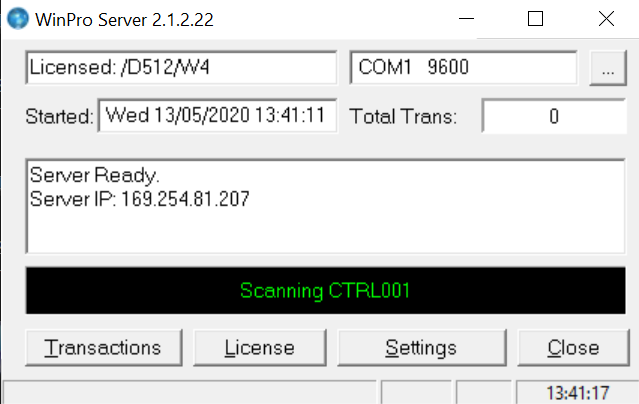 WinPro Server 2.1.2.22
Licensed: /D512/W4
COM1 9600
...
Started: Wed 13/05/2020 13:41:11
Total Trans: 0
Server Ready.
Server IP: 169.254.81.207
Scanning CTRL001
Transactions
License
Settings
Close
13:41:17